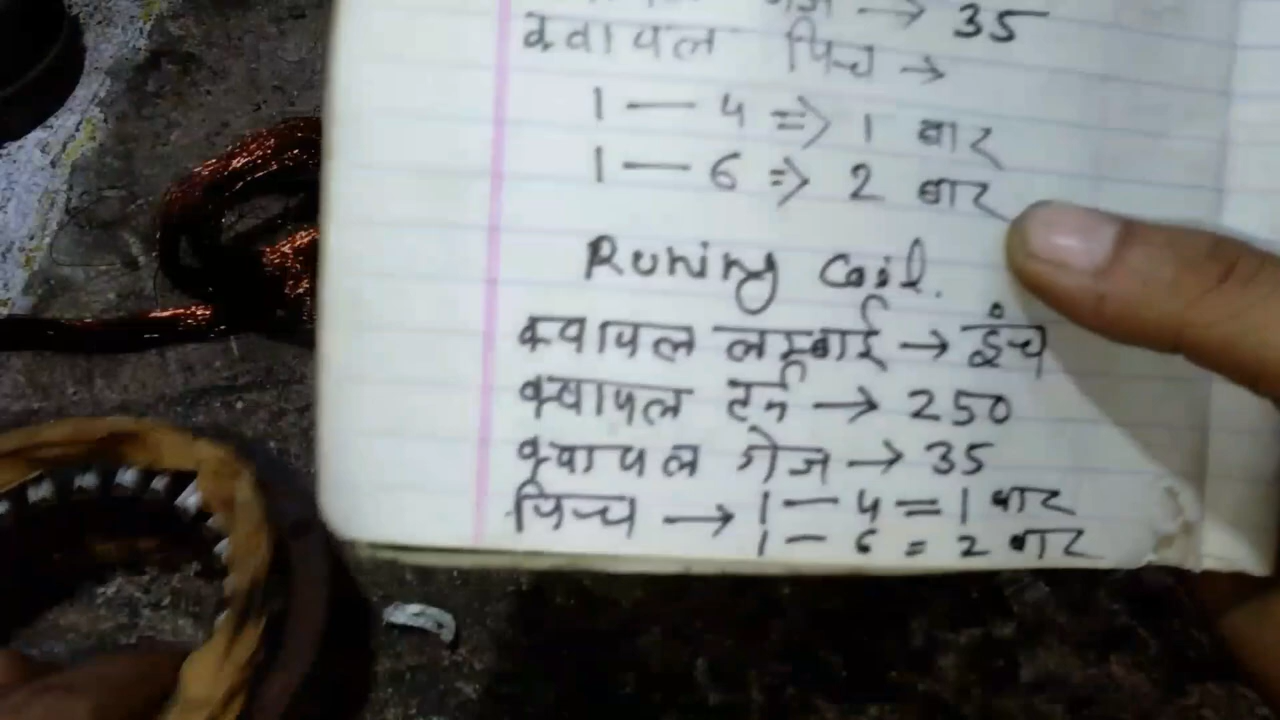 गेज → 35
क्वायल पिच →
1 — 4 => 1 बार
1 — 6 => 2 बार
Runing Coil.
क्वायल लम्बाई → इंच
क्वायल टर्न → 250
क्वायल गेज → 35
पिच → 1 — 4 = 1 बार
1 — 6 = 2 बार